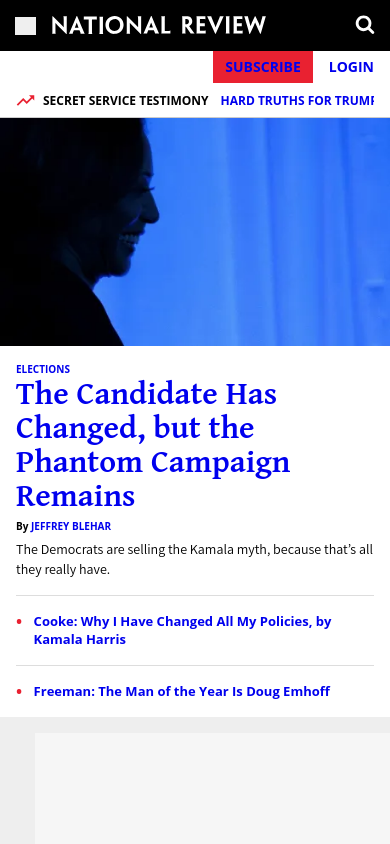 NATIONAL REVIEW
SUBSCRIBE
LOGIN
SECRET SERVICE TESTIMONY HARD TRUTHS FOR TRUMP
ELECTIONS
The Candidate Has
Changed, but the
Phantom Campaign
Remains
By JEFFREY BLEHAR
The Democrats are selling the Kamala myth, because that’s all
they really have.
• Cooke: Why I Have Changed All My Policies, by
Kamala Harris
• Freeman: The Man of the Year Is Doug Emhoff